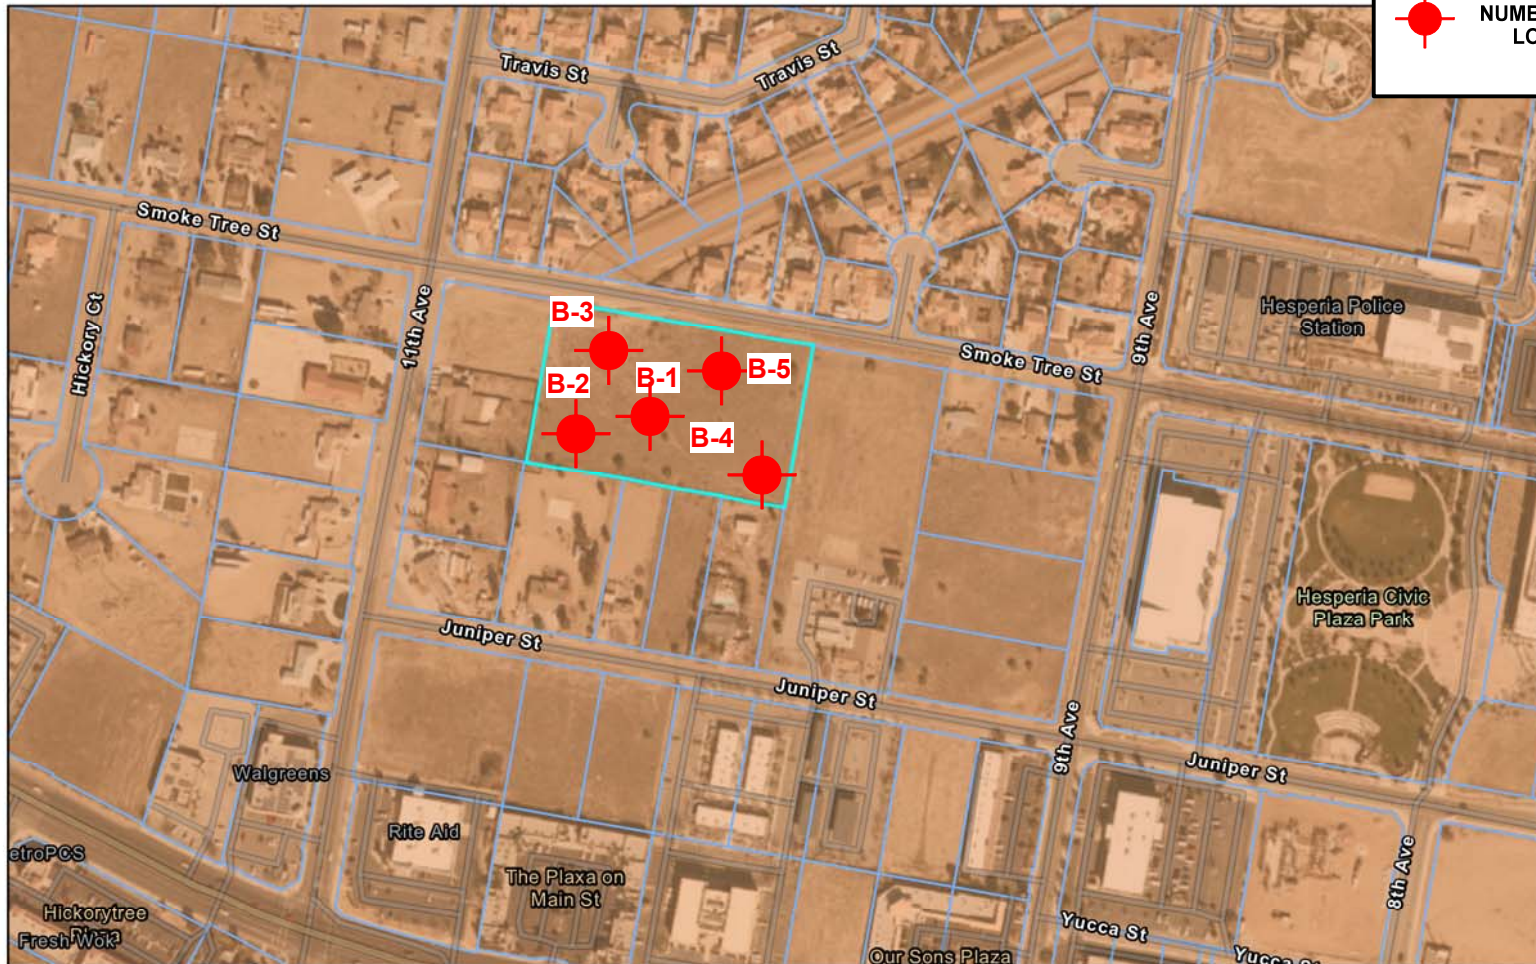 NUME
LO
Travis St
Travis St
Smoke Tree St
Hickory Ct
11th Ave
9th Ave
Hesperia Police
Station
B-3
B-1
B-5
B-2
B-4
Smoke Tree St
Hesperia Civic
Plaza Park
Juniper St
Juniper St
9th Ave
Juniper St
Walgreens
Rite Aid
etroPCS
The Plaxa on
Main St
8th Ave
Hickorytree
Fresh Wok
Yucca St
Our Sons Plaza
Yucca